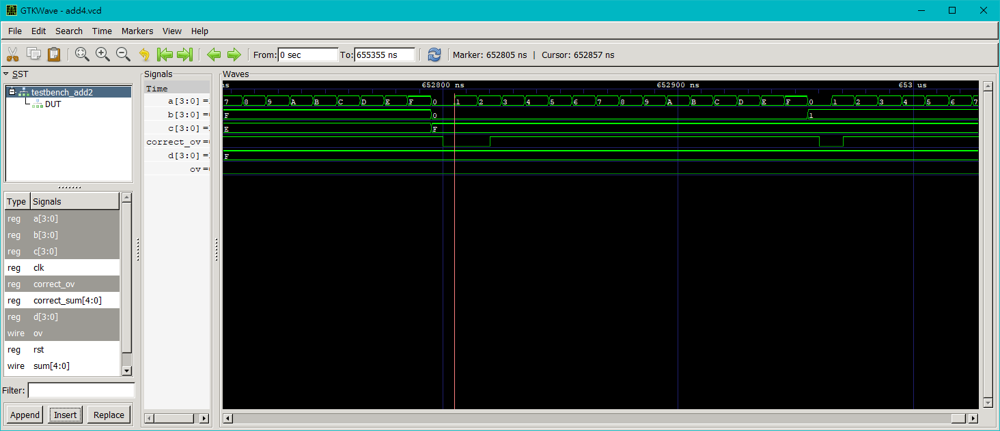 GTKWave - add4.vcd
File Edit Search Time Markers View Help
From: 0 sec To: 655355 ns Marker: 652805 ns | Cursor: 652857 ns
SST
testbench_add2
DUT
Type Signals
reg a[3:0]
reg b[3:0]
reg c[3:0]
reg clk
reg correct_ov
reg correct_sum[4:0]
reg d[3:0]
wire ov
reg rst
wire sum[4:0]
Filter:
Append Insert Replace
Signals
Time
a[3:0] =
b[3:0] =
c[3:0] =
correct_ov =
d[3:0] =
ov =
Waves
ns 652800 ns 652900 ns 653 us
7 8 9 A B C D E F 0 1 2 3 4 5 6 7 8 9 A B C D E F 0 1 2 3 4 5 6 7
F 0 1
E F
F